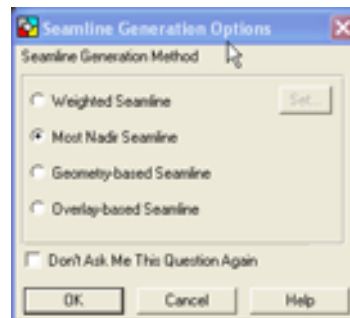 Seamline Generation Options
Seamline Generation Method
Weighted Seamline
Set...
Most Nadir Seamline
Geometry-based Seamline
Overlay-based Seamline
Don't Ask Me This Question Again
OK Cancel Help